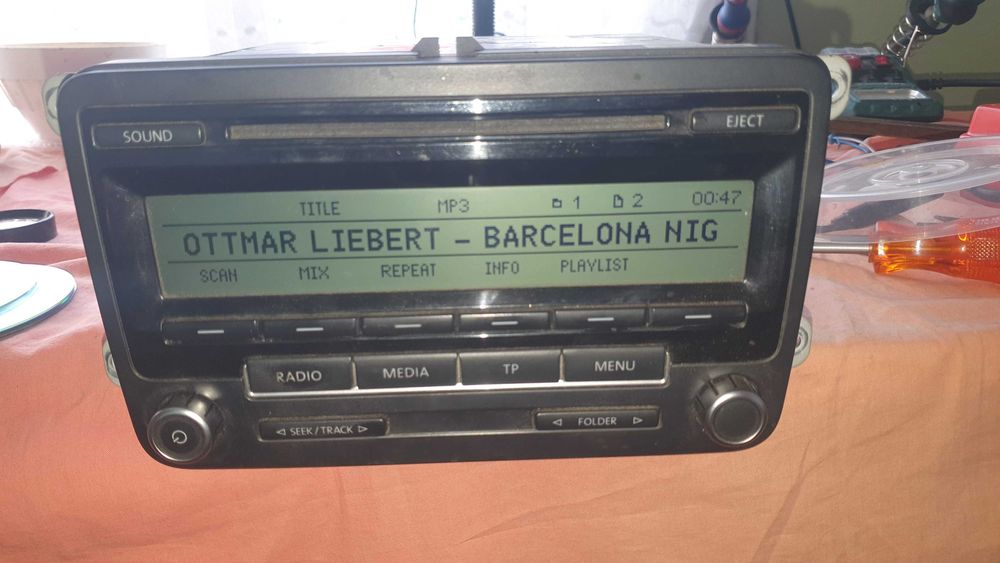 SOUND EJECT
TITLE MP3 1 2 00:47
OTTMAR LIEBERT - BARCELONA NIG
SCAN MIX REPEAT INFO PLAYLIST
RADIO MEDIA TP MENU
SEEK / TRACK FOLDER